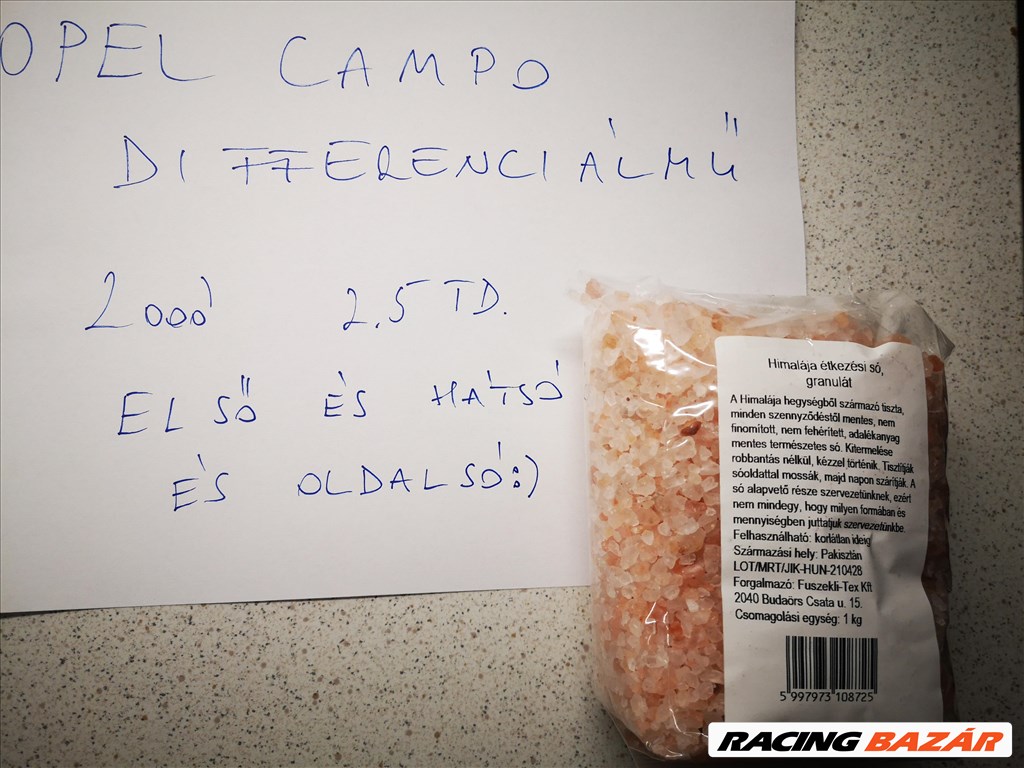 OPEL CAMPO
DIFFERENCIÁLMŰ
2000 2.5 TD.
ELSŐ ÉS HÁTSÓ
ÉS OLDALSÓ:)
Himalája étkezési só,
granulát
A Himalája hegységből származó tiszta,
minden szennyződéstől mentes, nem
finomított, nem fehérített, adalékanyag
mentes természetes só. Kitermelése
robbantás nélkül, kézzel történik. Tisztítják
sóoldattal mossák, majd napon szárítják. A
só alapvető része szervezetünknek, ezért
nem mindegy, hogy milyen formában és
mennyiségben juttatjuk szervezetünkbe.
Felhasználható: korlátlan ideig
Származási hely: Pakisztán
LOT/MRT/JIK-HUN-210428
Forgalmazó: Fuszekli-Tex Kft
2040 Budaörs Csata u. 15.
Csomagolási egység: 1 kg
5 997973 108725
RACING BAZÁR